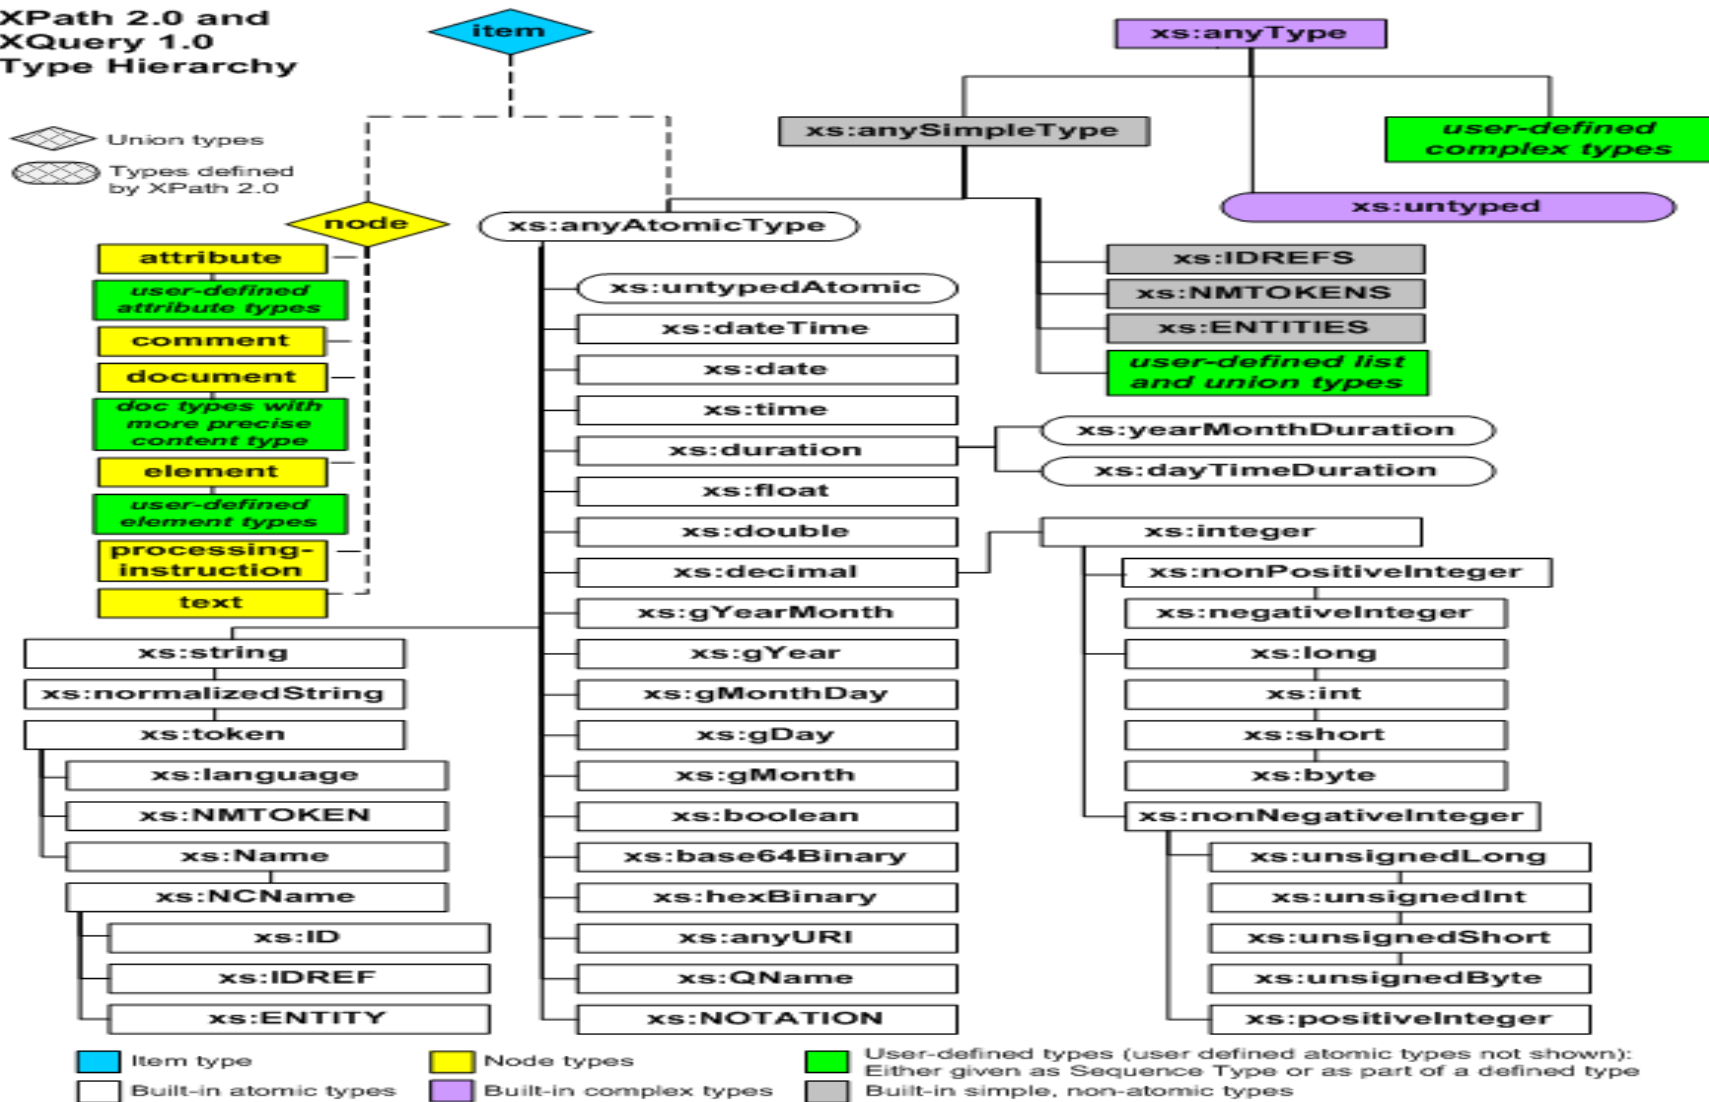 XPath 2.0 and
XQuery 1.0
Type Hierarchy
item
xs:anyType
Union types
Types defined
by XPath 2.0
xs:anySimpleType
user-defined
complex types
node
xs:anyAtomicType
xs:untyped
attribute
user-defined
attribute types
comment
document
doc types with
more precise
content type
element
user-defined
element types
processing-
instruction
text
xs:IDREFS
xs:NMTOKENS
xs:ENTITIES
user-defined list
and union types
xs:untypedAtomic
xs:dateTime
xs:date
xs:time
xs:duration
xs:float
xs:double
xs:decimal
xs:gYearMonth
xs:gYear
xs:gMonthDay
xs:gDay
xs:gMonth
xs:boolean
xs:base64Binary
xs:hexBinary
xs:anyURI
xs:QName
xs:NOTATION
xs:yearMonthDuration
xs:dayTimeDuration
xs:integer
xs:nonPositiveInteger
xs:negativeInteger
xs:long
xs:int
xs:short
xs:byte
xs:nonNegativeInteger
xs:unsignedLong
xs:unsignedInt
xs:unsignedShort
xs:unsignedByte
xs:positiveInteger
xs:string
xs:normalizedString
xs:token
xs:language
xs:NMTOKEN
xs:Name
xs:NCName
xs:ID
xs:IDREF
xs:ENTITY
Item type
Node types
User-defined types (user defined atomic types not shown):
Either given as Sequence Type or as part of a defined type
Built-in atomic types
Built-in complex types
Built-in simple, non-atomic types